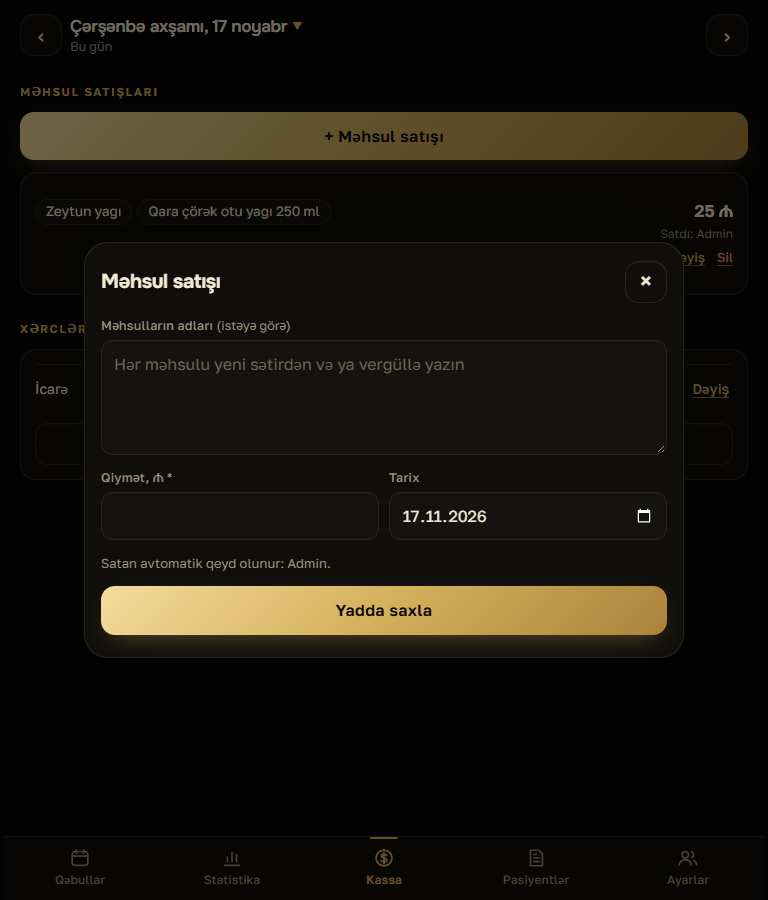 Çərşənbə axşamı, 17 noyabr ▼
Bu gün
MƏHSUL SATIŞLARI
+ Məhsul satışı
Zeytun yagı
Qara çörək otu yagı 250 ml
25 ₼
Satdı: Admin
Sil
Məhsul satışı
×
Məhsulların adları (istəyə görə)
Hər məhsulu yeni sətirdən və ya vergüllə yazın
Qiymət, ₼ *
Tarix
17.11.2026
Satan avtomatik qeyd olunur: Admin.
Yadda saxla
İcarə
Dəyiş
Qəbullar
Statistika
Kassa
Pasiyentlər
Ayarlar